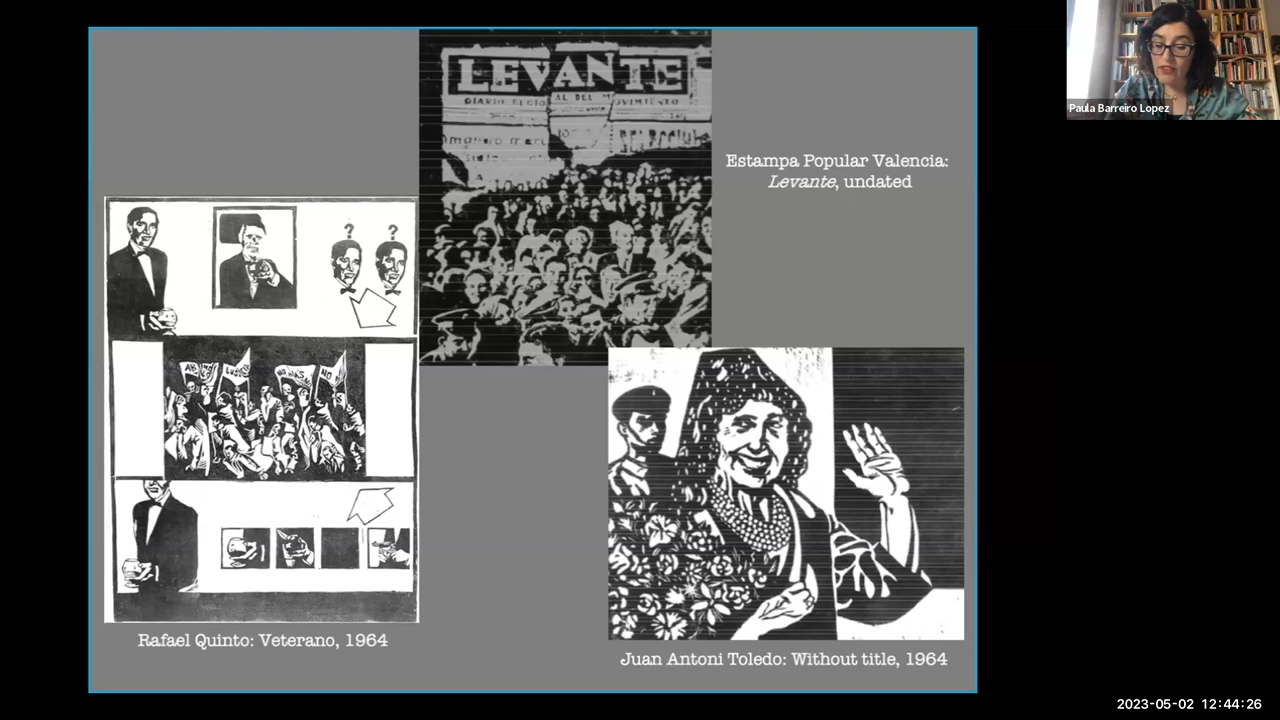 LEVANTE
Estampa Popular Valencia:
Levante, undated
? ?
Rafael Quinto: Veterano, 1964
Juan Antoni Toledo: Without title, 1964
Paula Barreiro Lopez
2023-05-02 12:44:26